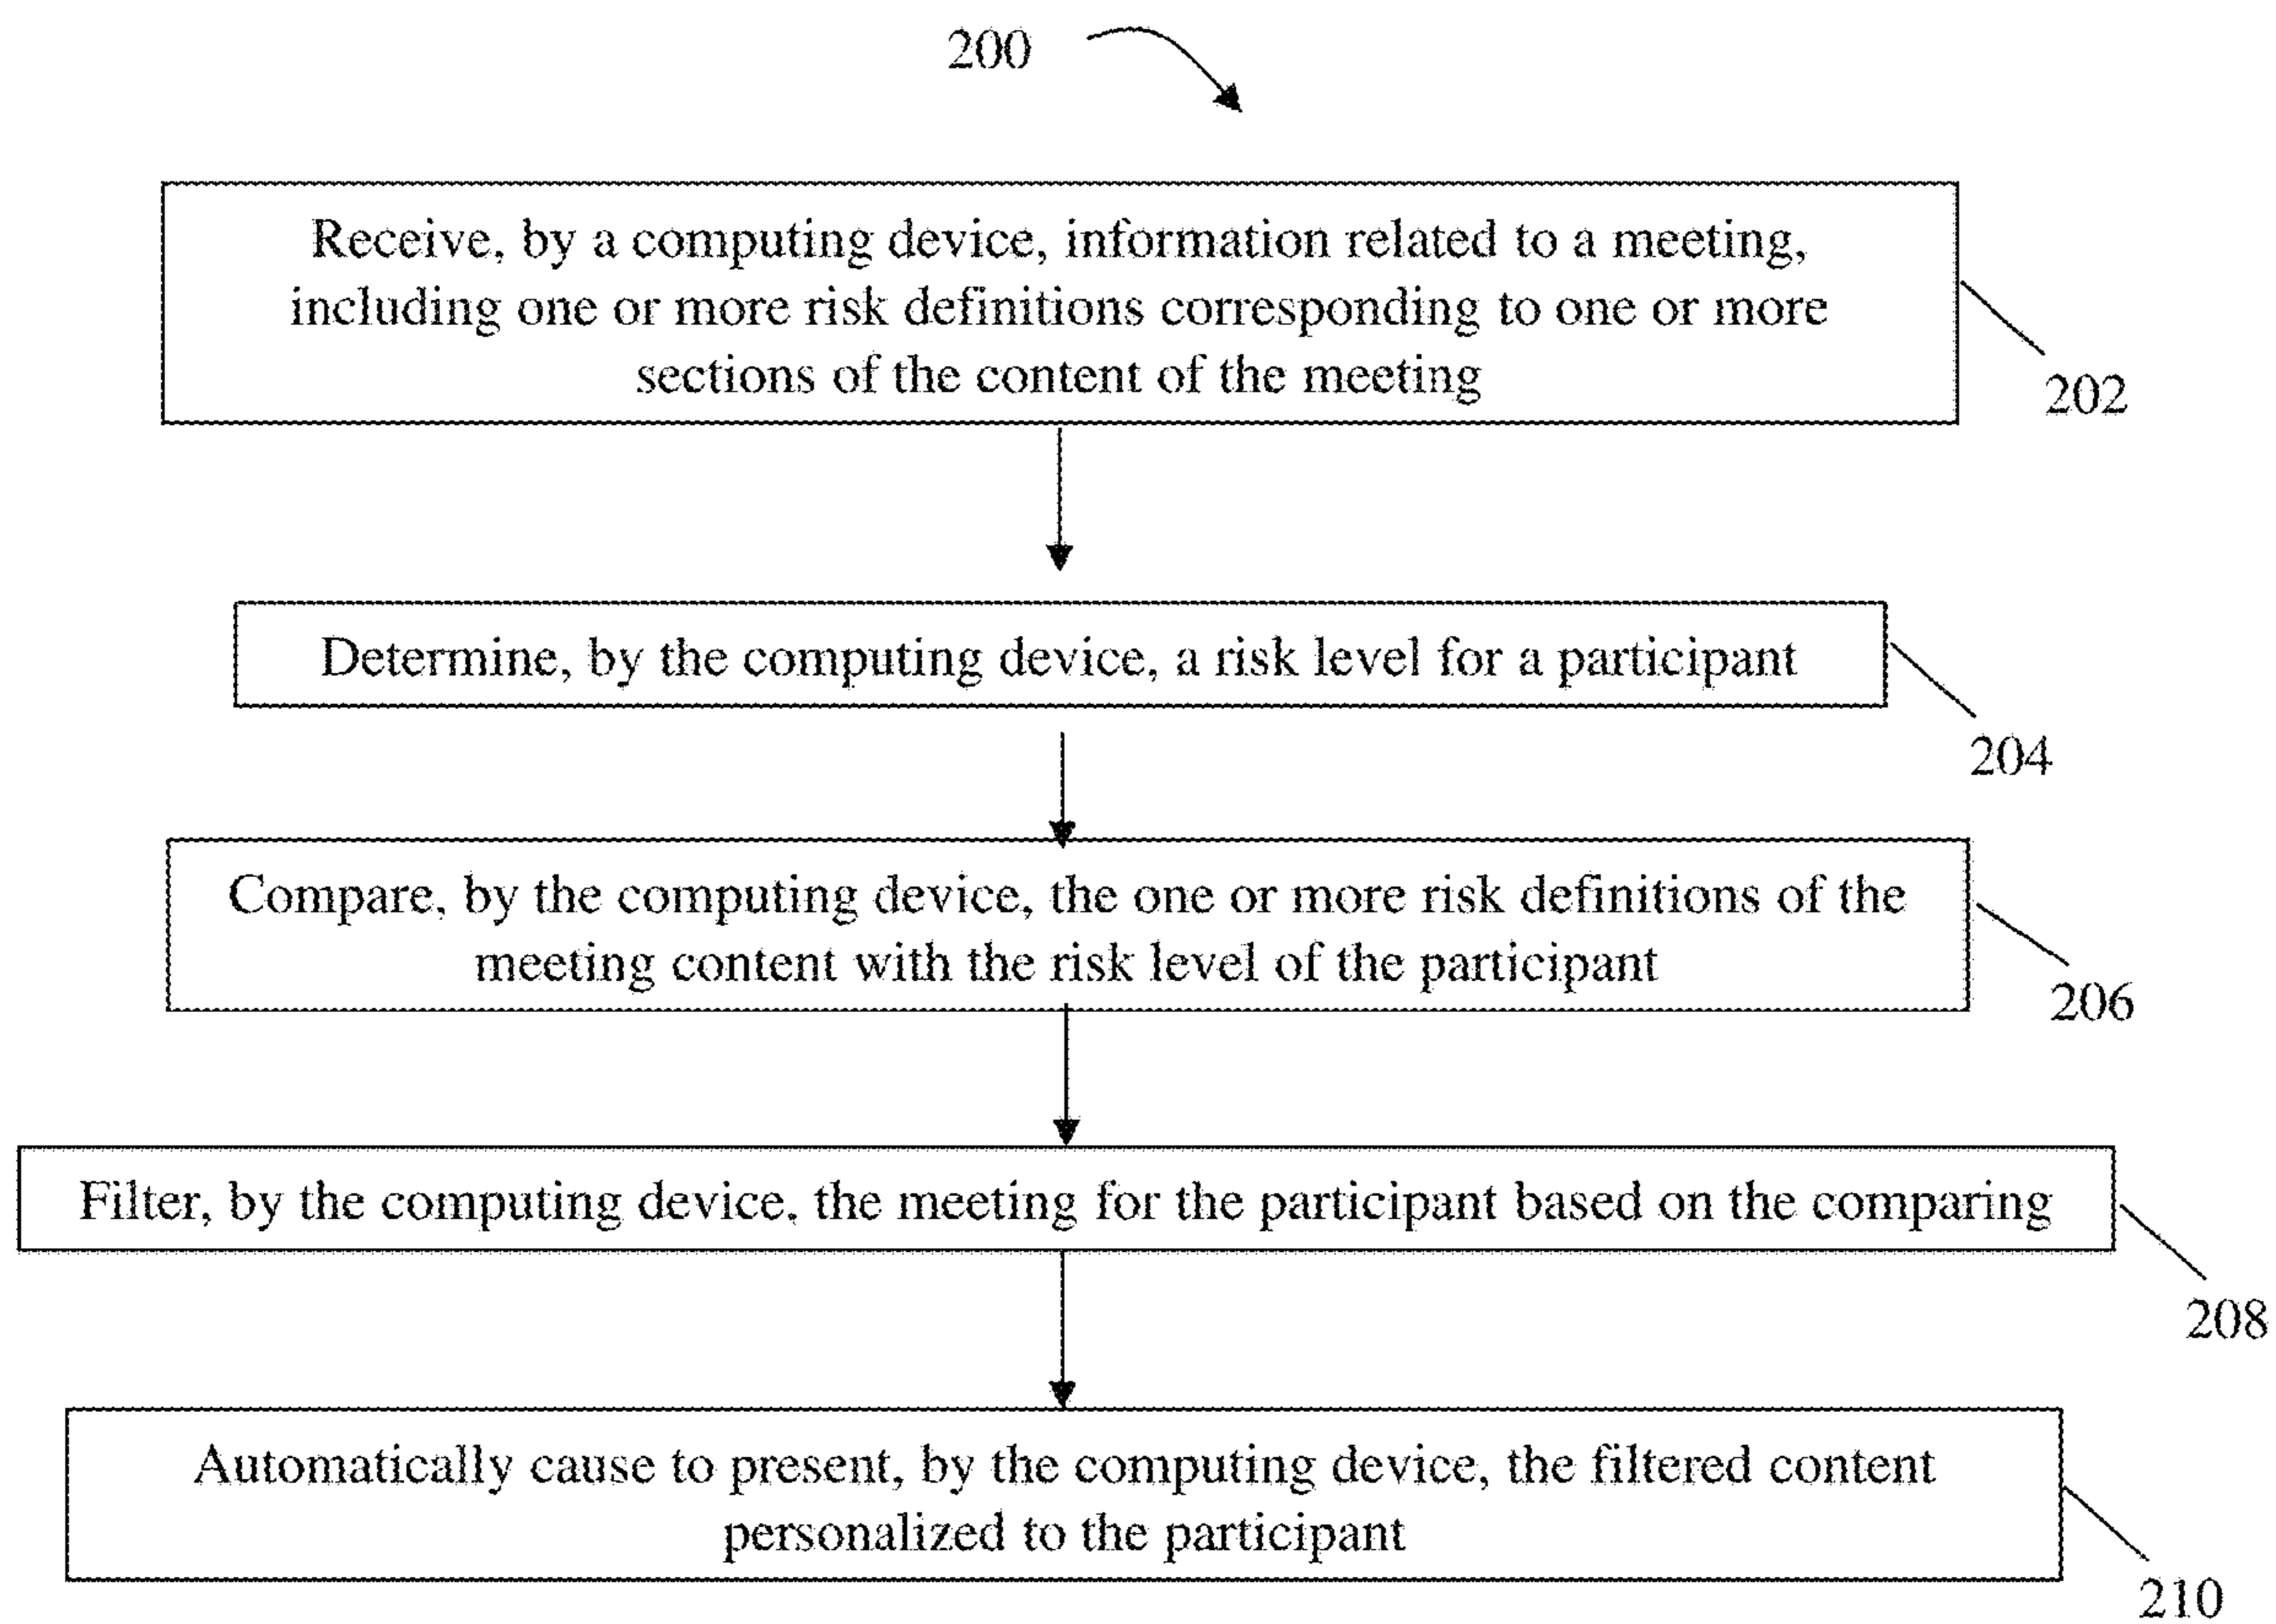 200
Receive, by a computing device, information related to a meeting,
including one or more risk definitions corresponding to one or more
sections of the content of the meeting
202
Determine, by the computing device, a risk level for a participant
204
Compare, by the computing device, the one or more risk definitions of the
meeting content with the risk level of the participant
206
Filter, by the computing device, the meeting for the participant based on the comparing
208
Automatically cause to present, by the computing device, the filtered content
personalized to the participant
210